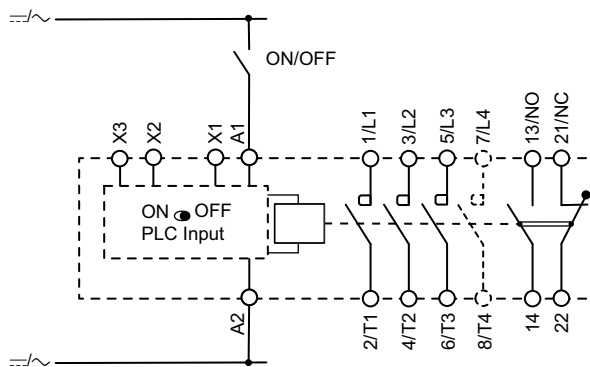 ON/OFF
X3
X2
X1
A1
1/L1
3/L2
5/L3
7/L4
13/NO
21/NC
ON OFF
PLC Input
A2
2/T1
4/T2
6/T3
8/T4
14
22